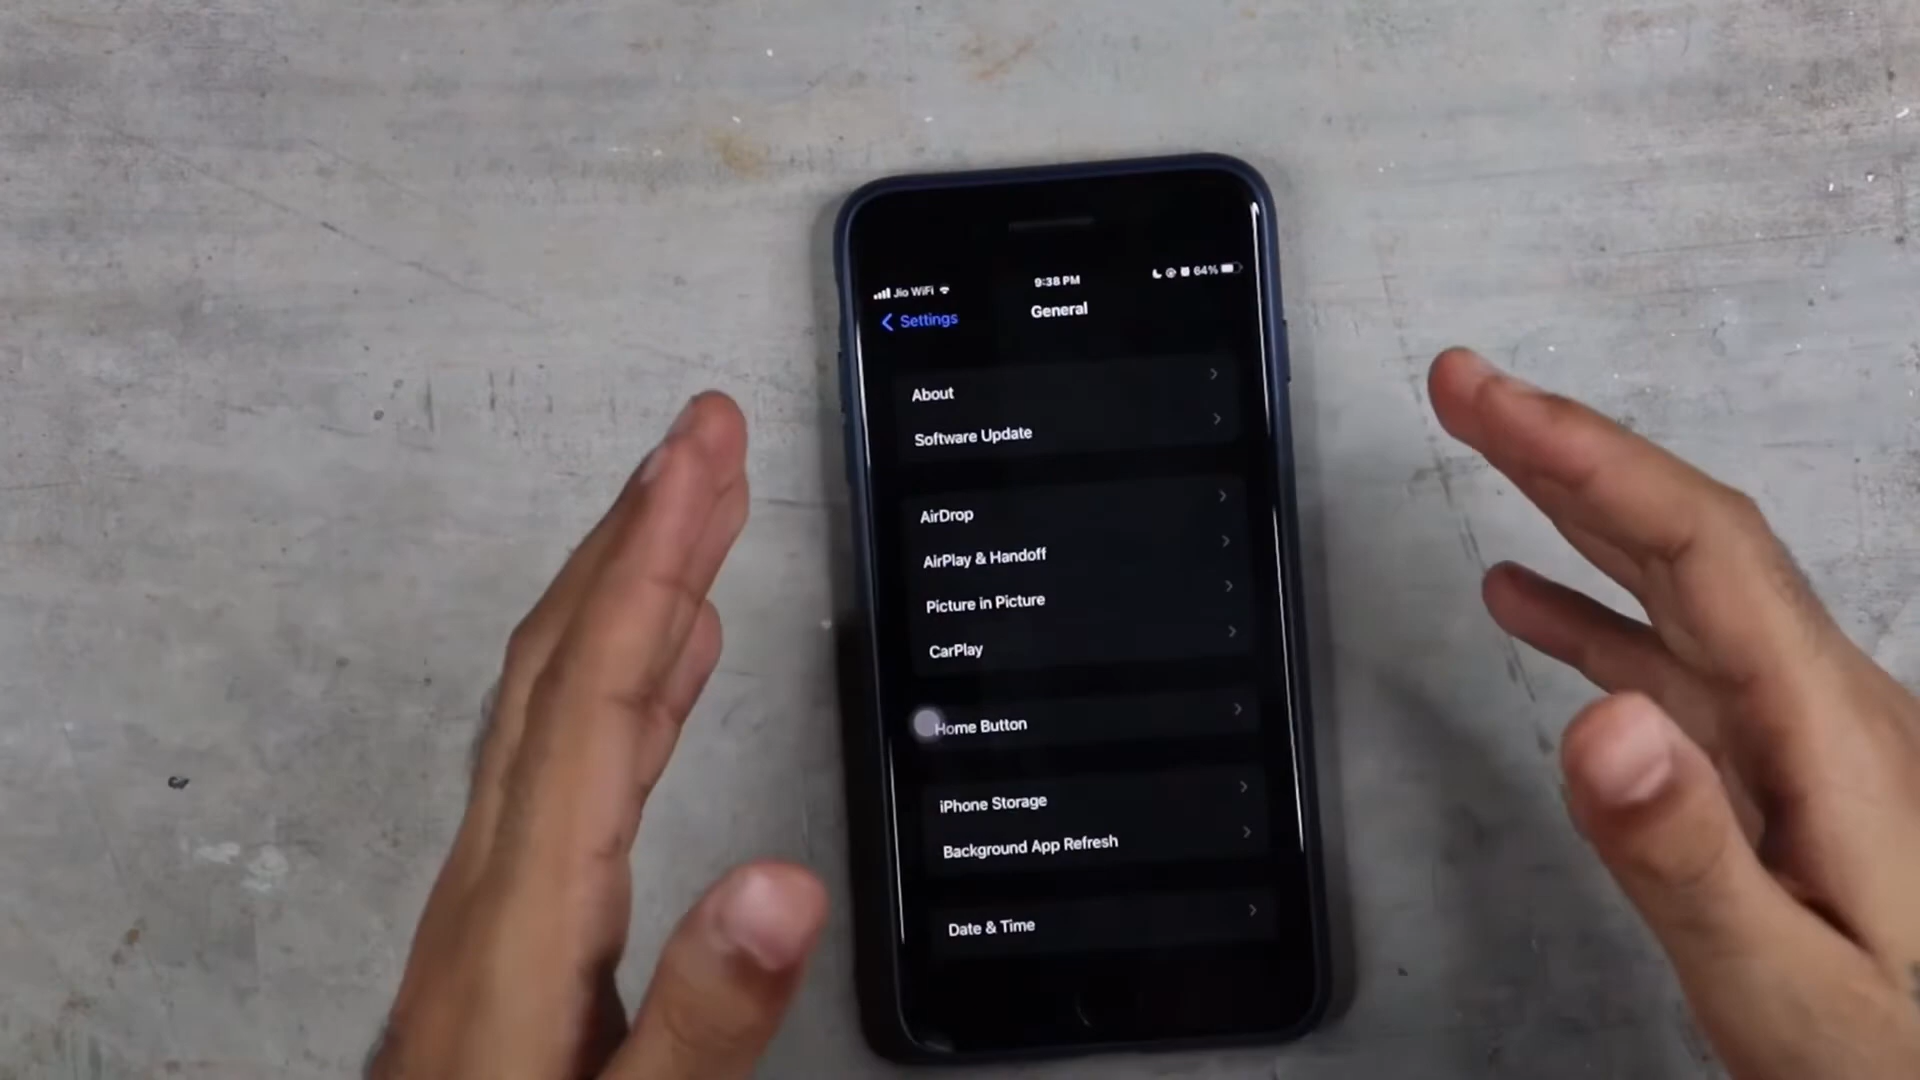 Jio WiFi 9:38 PM 64%
Settings General
About
Software Update
AirDrop
AirPlay & Handoff
Picture in Picture
CarPlay
Home Button
iPhone Storage
Background App Refresh
Date & Time